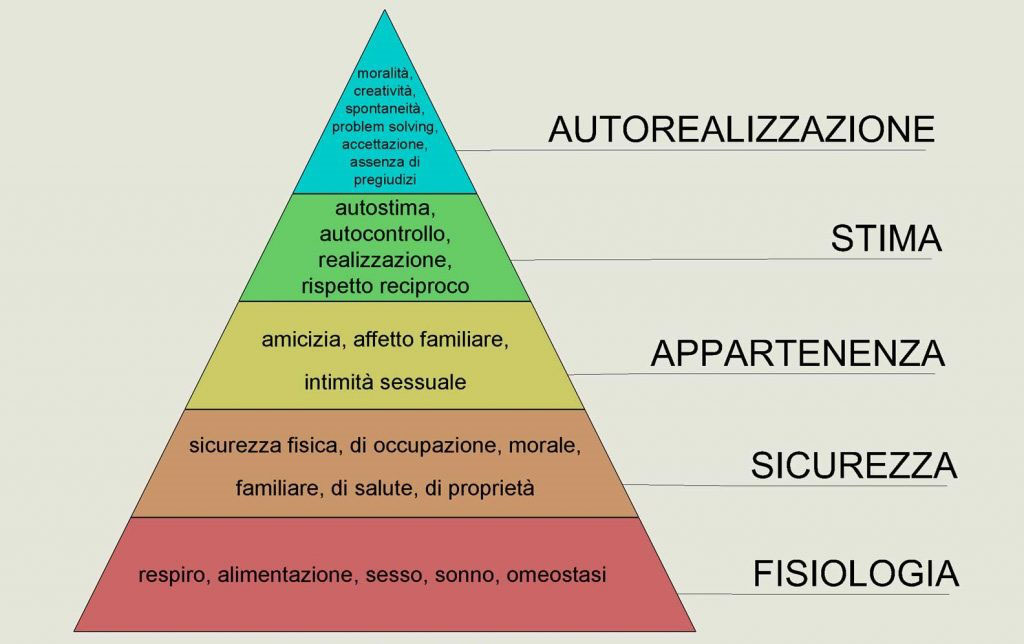 moralità,
creatività,
spontaneità,
problem solving,
accettazione,
assenza di
pregiudizi
AUTOREALIZZAZIONE
autostima,
autocontrollo,
realizzazione,
rispetto reciproco
STIMA
amicizia, affetto familiare,
intimità sessuale
APPARTENENZA
sicurezza fisica, di occupazione, morale,
familiare, di salute, di proprietà
SICUREZZA
respiro, alimentazione, sesso, sonno, omeostasi
FISIOLOGIA